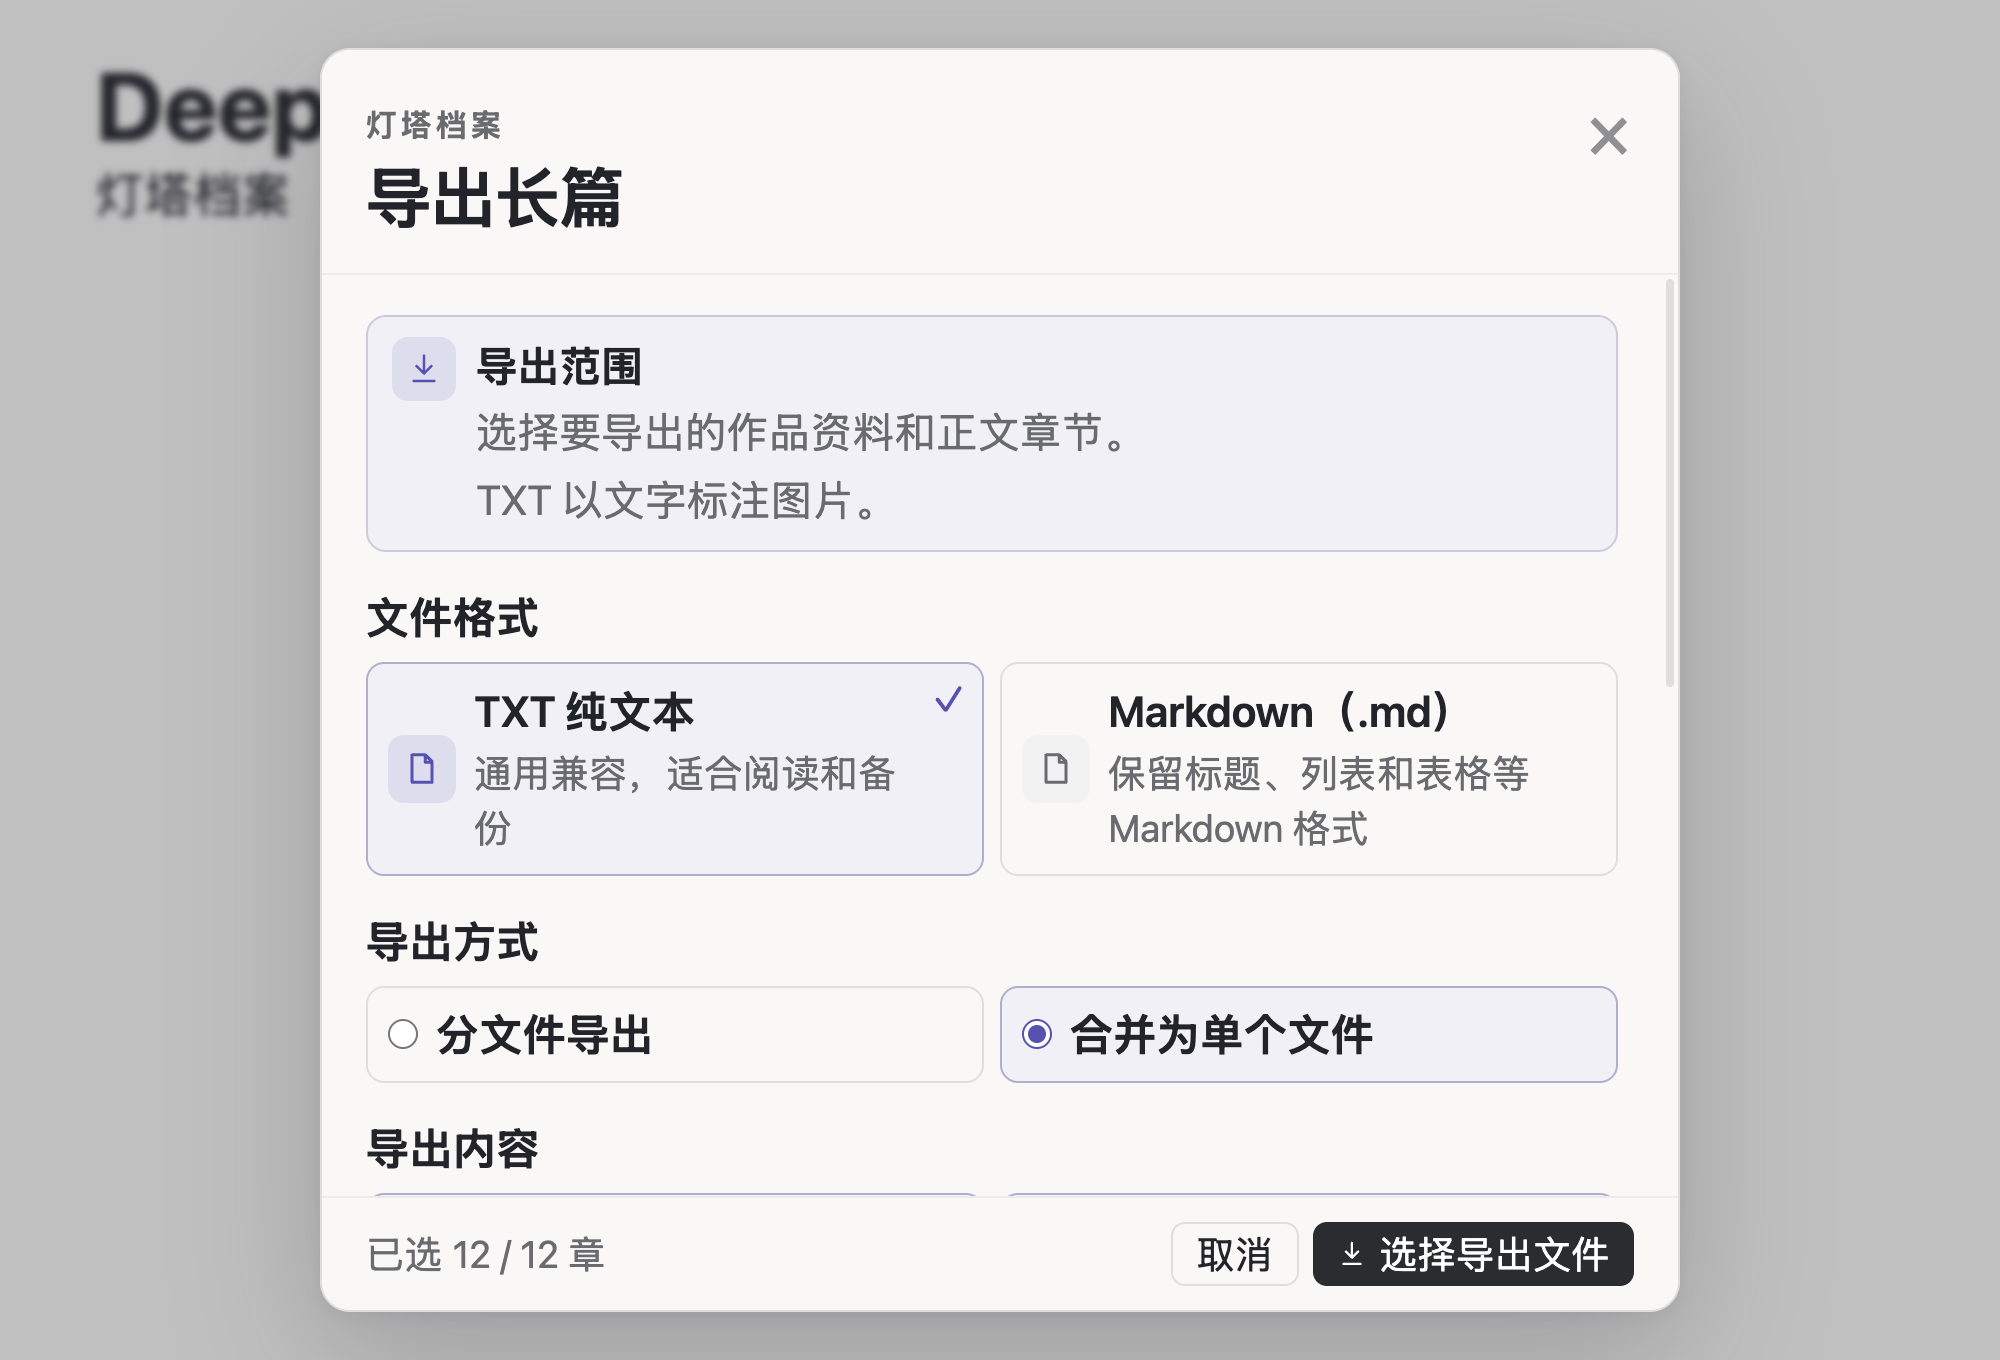 Deep
灯塔档案
灯塔档案
导出长篇
导出范围
选择要导出的作品资料和正文章节。
TXT 以文字标注图片。
文件格式
TXT 纯文本
通用兼容，适合阅读和备
份
Markdown（.md）
保留标题、列表和表格等
Markdown 格式
导出方式
分文件导出
合并为单个文件
导出内容
已选 12 / 12 章
取消
选择导出文件